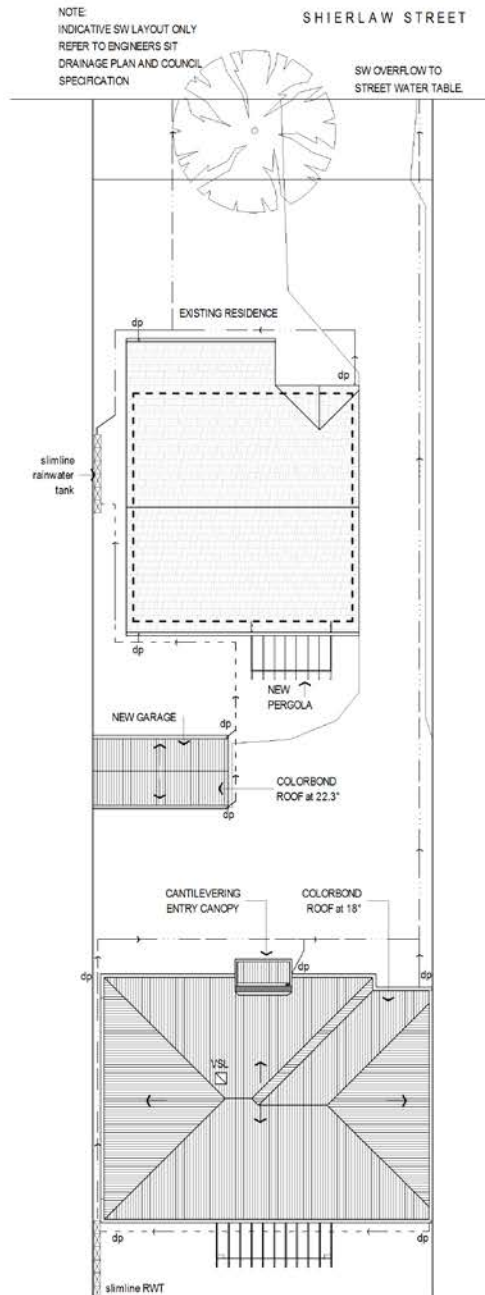 NOTE:
INDICATIVE SW LAYOUT ONLY
REFER TO ENGINEERS SIT
DRAINAGE PLAN AND COUNCIL
SPECIFICATION
SHIERLAW STREET
SW OVERFLOW TO
STREET WATER TABLE.
EXISTING RESIDENCE
dp
dp
slimline
rainwater
tank
dp
NEW
PERGOLA
NEW GARAGE
dp
COLORBOND
ROOF at 22.3°
dp
CANTILEVERING
ENTRY CANOPY
COLORBOND
ROOF at 18°
dp
dp
dp
VSL
dp
dp
slimline RWT